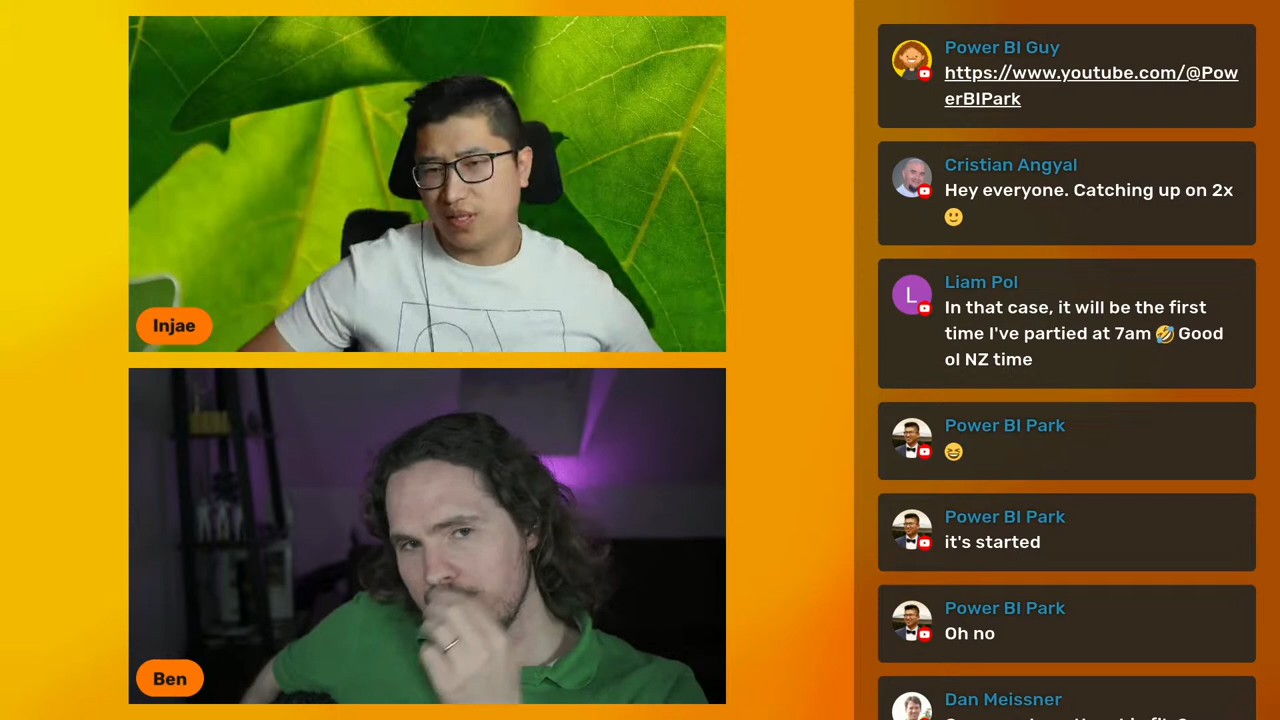 Injae
Ben
Power BI Guy
https://www.youtube.com/@Pow
erBIPark
Cristian Angyal
Hey everyone. Catching up on 2x
🙂
L
Liam Pol
In that case, it will be the first
time I've partied at 7am 🤣 Good
ol NZ time
Power BI Park
😆
Power BI Park
it's started
Power BI Park
Oh no
Dan Meissner